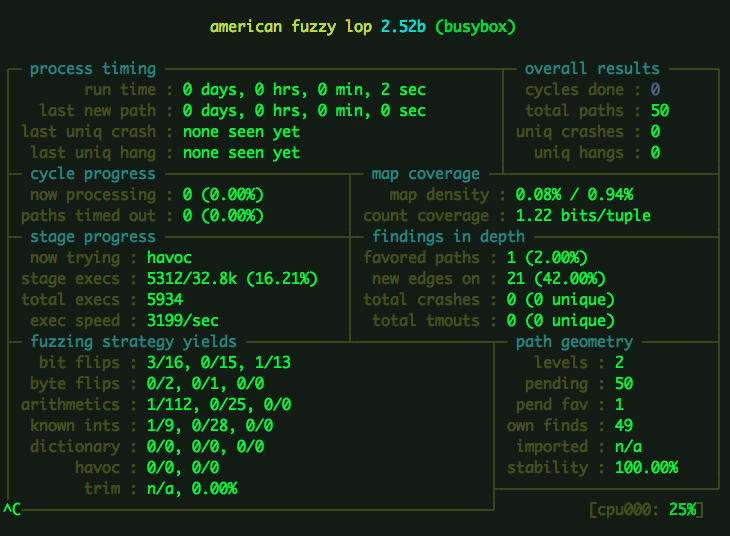 american fuzzy lop 2.52b (busybox)
process timing overall results
run time : 0 days, 0 hrs, 0 min, 2 sec cycles done : 0
last new path : 0 days, 0 hrs, 0 min, 0 sec total paths : 50
last uniq crash : none seen yet uniq crashes : 0
last uniq hang : none seen yet uniq hangs : 0
cycle progress map coverage
now processing : 0 (0.00%) map density : 0.08% / 0.94%
paths timed out : 0 (0.00%) count coverage : 1.22 bits/tuple
stage progress findings in depth
now trying : havoc favored paths : 1 (2.00%)
stage execs : 5312/32.8k (16.21%) new edges on : 21 (42.00%)
total execs : 5934 total crashes : 0 (0 unique)
exec speed : 3199/sec total tmouts : 0 (0 unique)
fuzzing strategy yields path geometry
bit flips : 3/16, 0/15, 1/13 levels : 2
byte flips : 0/2, 0/1, 0/0 pending : 50
arithmetics : 1/112, 0/25, 0/0 pend fav : 1
known ints : 1/9, 0/28, 0/0 own finds : 49
dictionary : 0/0, 0/0, 0/0 imported : n/a
havoc : 0/0, 0/0 stability : 100.00%
trim : n/a, 0.00%
^C [cpu000: 25%]